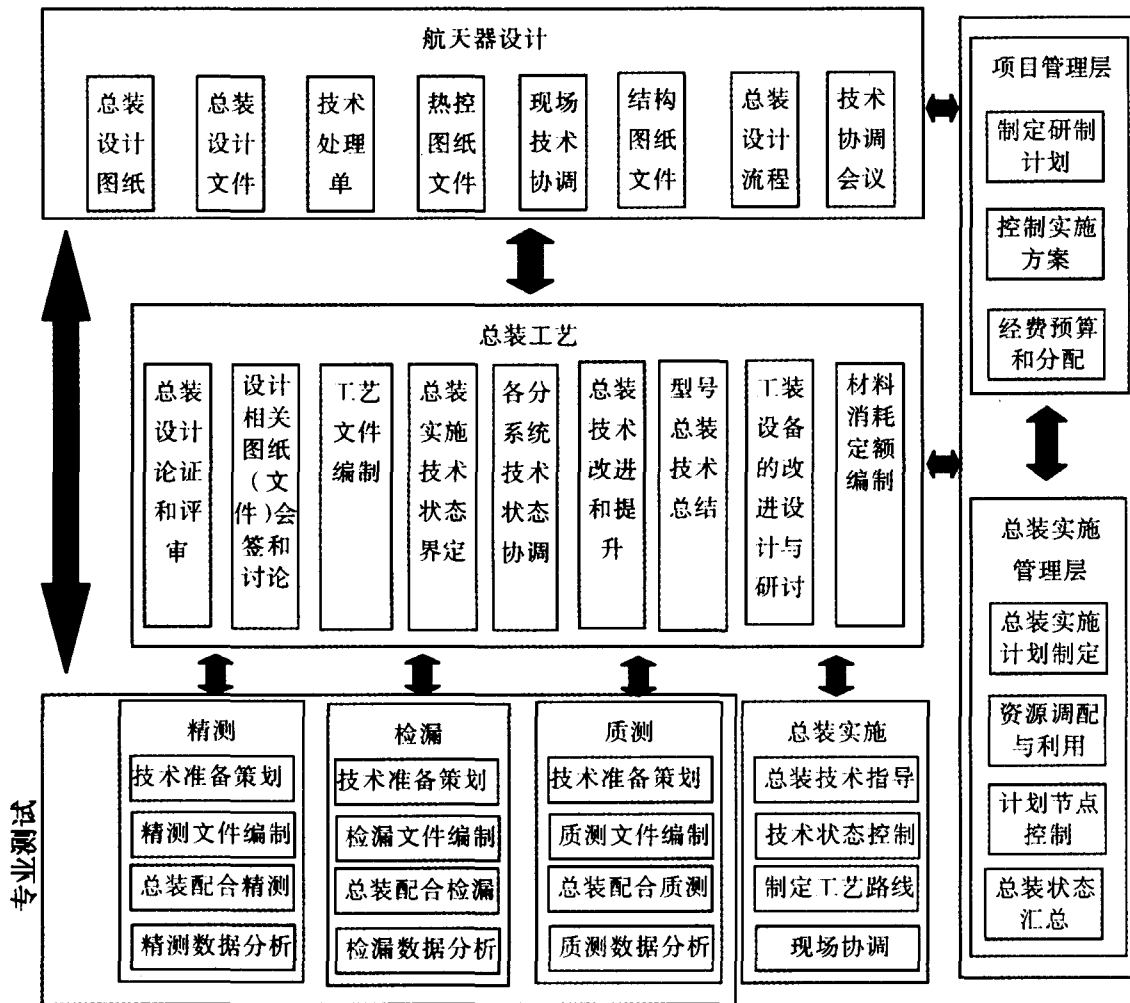 航天器设计
总装
设计
图纸
总装
设计
文件
技术
处理
单
热控
图纸
文件
现场
技术
协调
结构
图纸
文件
总装
设计
流程
技术
协调
会议
项目管理层
制定研制
计划
控制实施
方案
经费预算
和分配
总装工艺
总装
设计
论证
和评
审
设计
相关
图纸
(文
件)会
签和
讨论
工艺
文件
编制
总装
实施
技术
状态
界定
各分
系统
技术
状态
协调
总装
技术
改进
和提
升
型号
总装
技术
总结
工装
设备
的改
进设
计与
研讨
材料
消耗
定额
编制
总装实施
管理层
总装实施
计划制定
资源调配
与利用
计划节点
控制
总装状态
汇总
专业测试
精测
技术准备策划
精测文件编制
总装配合精测
精测数据分析
检漏
技术准备策划
检漏文件编制
总装配合检漏
检漏数据分析
质测
技术准备策划
质测文件编制
总装配合质测
质测数据分析
总装实施
总装技术指导
技术状态控制
制定工艺路线
现场协调